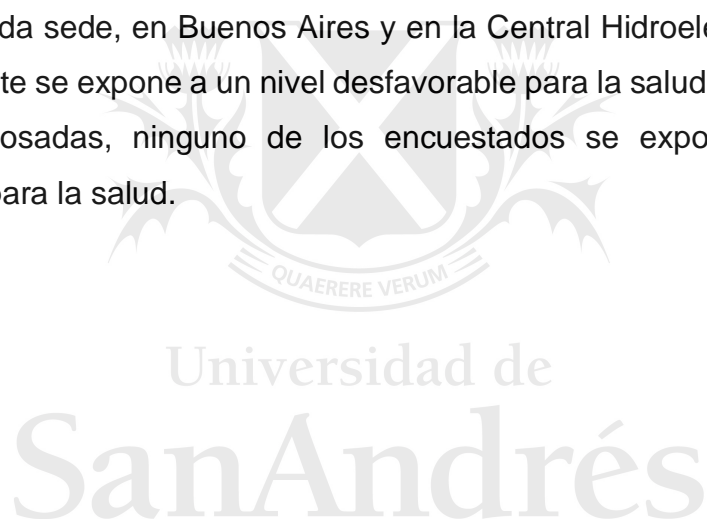 da sede, en Buenos Aires y en la Central Hidroele
te se expone a un nivel desfavorable para la salud
osadas, ninguno de los encuestados se expo
para la salud.
QUAERERE VERUM
Universidad de
SanAndrés